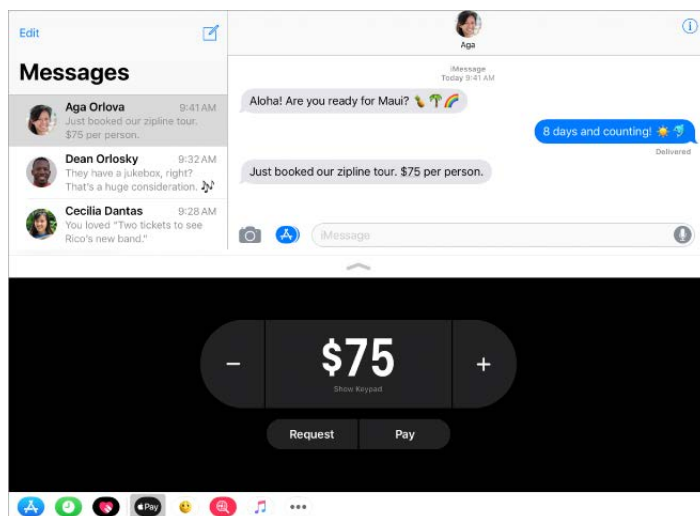 Edit
Messages
Aga Orlova 9:41 AM
Just booked our zipline tour.
$75 per person.
Dean Orlosky 9:32 AM
They have a jukebox, right?
That's a huge consideration. 🎶
Cecilia Dantas 9:28 AM
You loved "Two tickets to see
Rico's new band."
Aga
iMessage
Today 9:41 AM
Aloha! Are you ready for Maui? 🍍🌴🌈
8 days and counting! ☀️🐬
Delivered
Just booked our zipline tour. $75 per person.
iMessage
− $75 +
Show Keypad
Request Pay
Pay